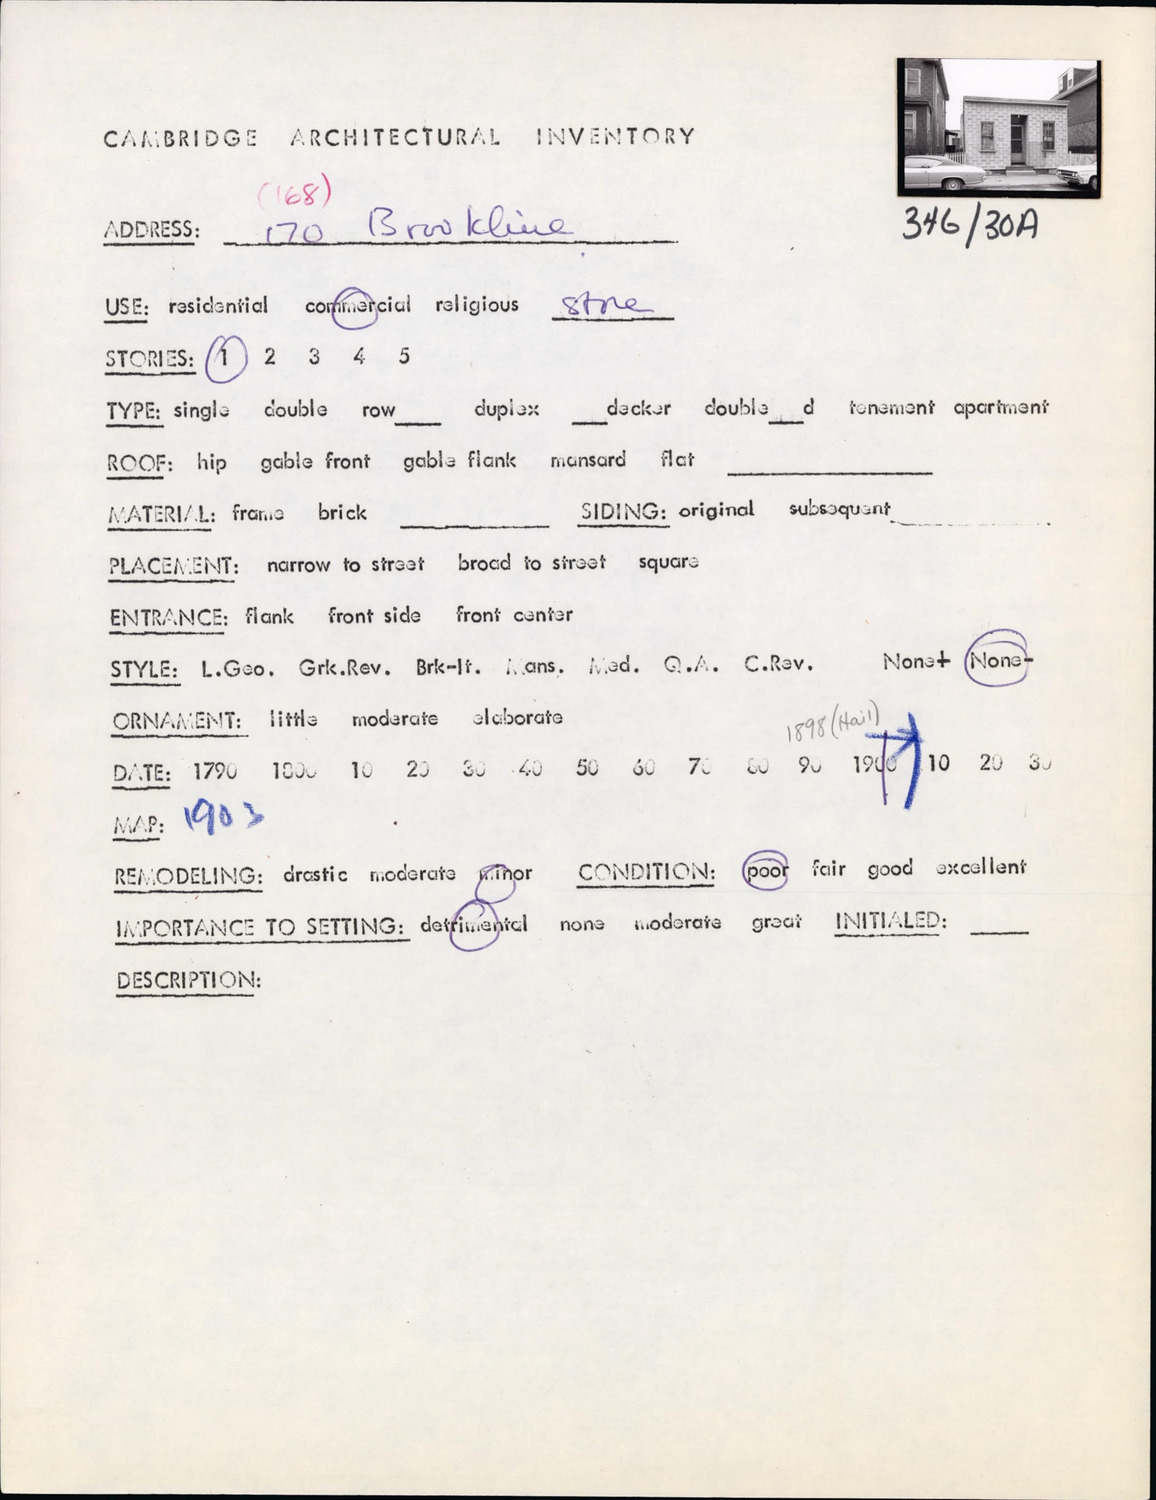 CAMBRIDGE ARCHITECTURAL INVENTORY
(168)
ADDRESS: 170 Brookline
346/30A
USE: residential commercial religious store
STORIES: 1 2 3 4 5
TYPE: single double row___ duplex ___decker double___d tenement apartment
ROOF: hip gable front gable flank mansard flat
MATERIAL: frame brick SIDING: original subsequent
PLACEMENT: narrow to street broad to street square
ENTRANCE: flank front side front center
STYLE: L.Geo. Grk.Rev. Brk-It. Mans. Med. Q.A. C.Rev. None+ None-
ORNAMENT: little moderate elaborate
1898 (Hail)
DATE: 1790 1800 10 20 30 40 50 60 70 80 90 1900 10 20 30
MAP: 1903
REMODELING: drastic moderate minor CONDITION: poor fair good excellent
IMPORTANCE TO SETTING: detrimental none moderate great INITIALED:
DESCRIPTION: